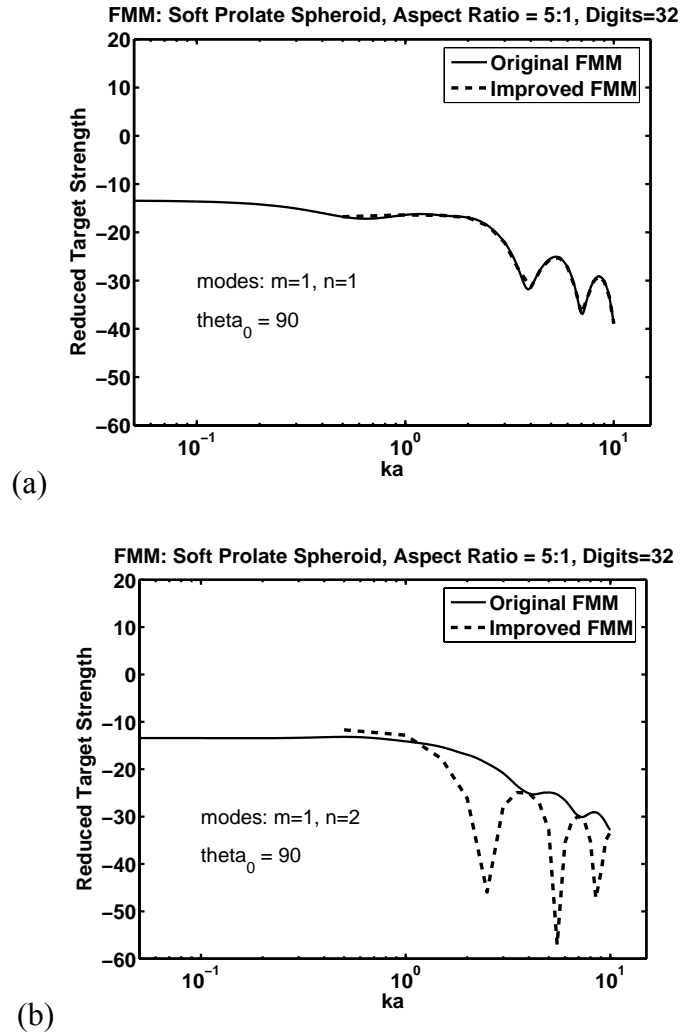 FMM: Soft Prolate Spheroid, Aspect Ratio = 5:1, Digits=32
20
10
0
−10
−20
−30
−40
−50
−60
Reduced Target Strength
Original FMM
Improved FMM
modes: m=1, n=1
theta₀ = 90
10⁻¹
10⁰
10¹
ka
(a)
FMM: Soft Prolate Spheroid, Aspect Ratio = 5:1, Digits=32
20
10
0
−10
−20
−30
−40
−50
−60
Reduced Target Strength
Original FMM
Improved FMM
modes: m=1, n=2
theta₀ = 90
10⁻¹
10⁰
10¹
ka
(b)